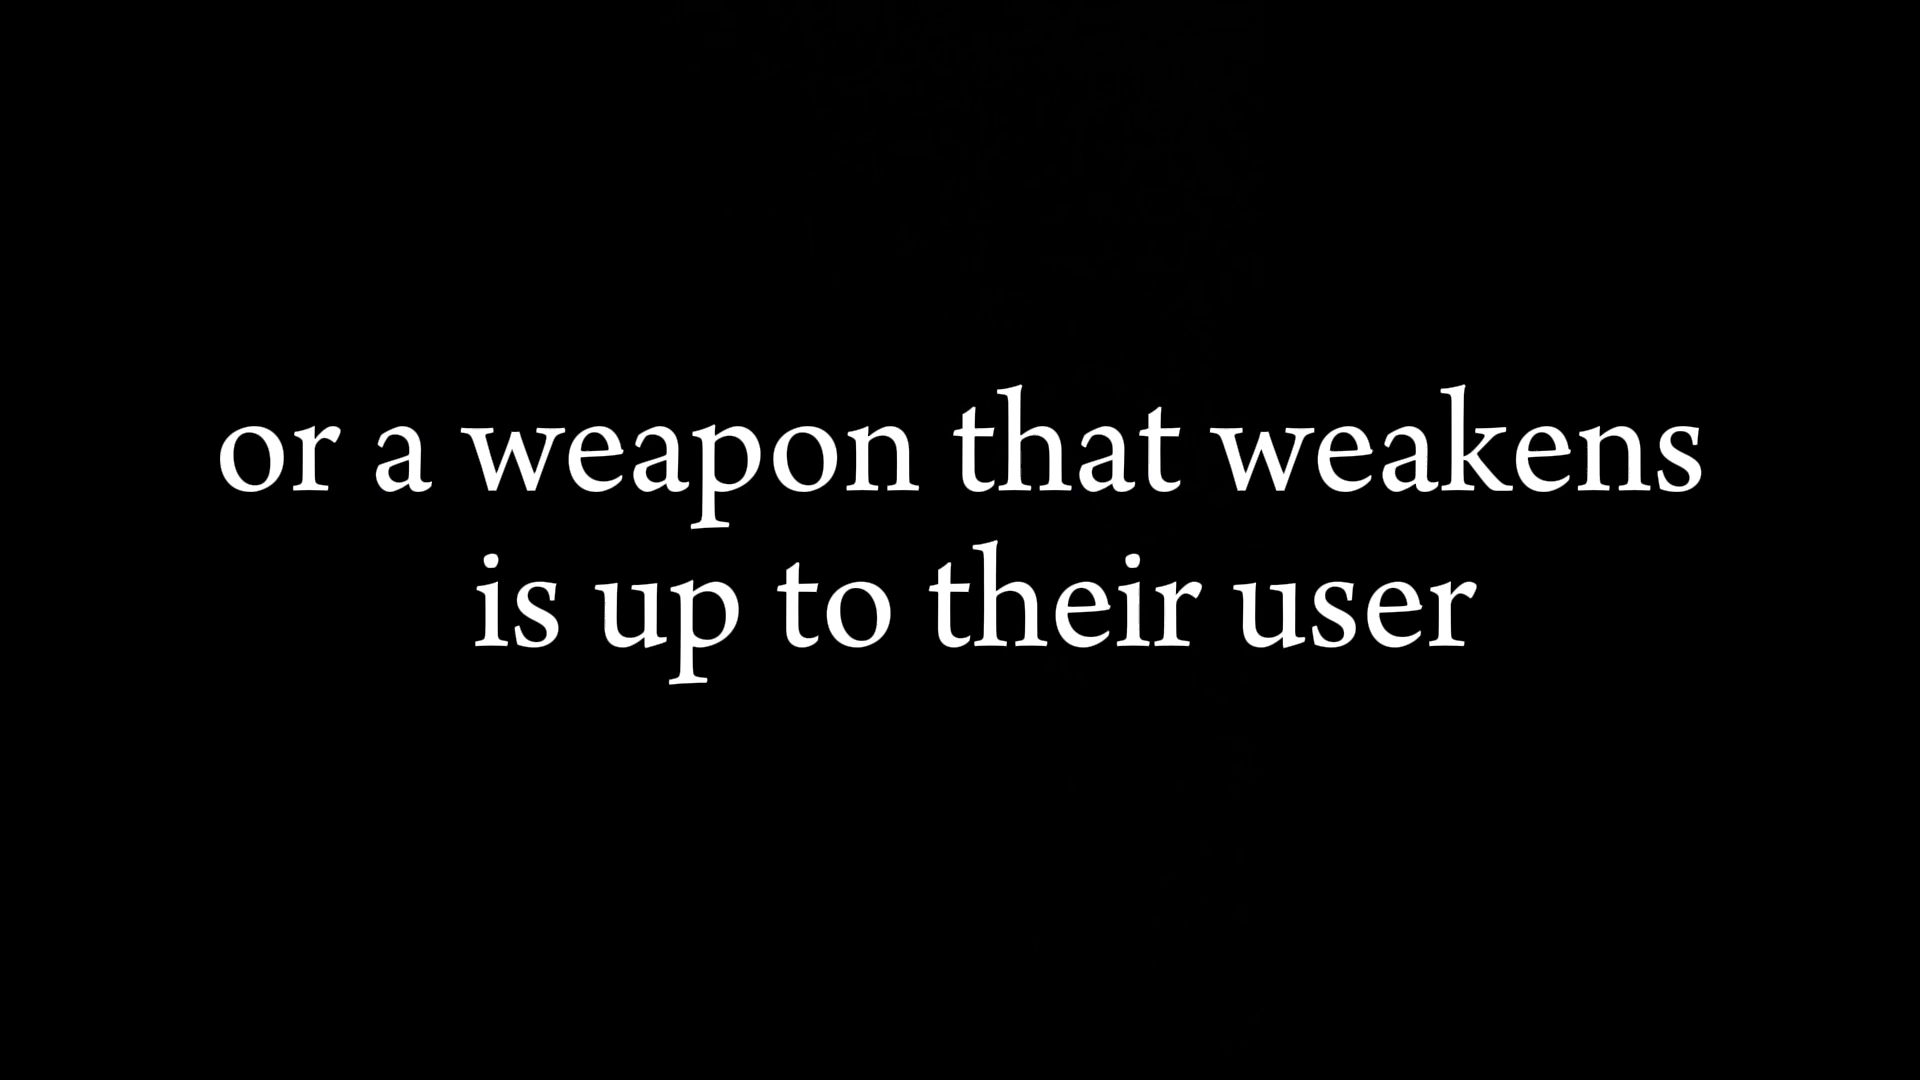 or a weapon that weakens
is up to their user